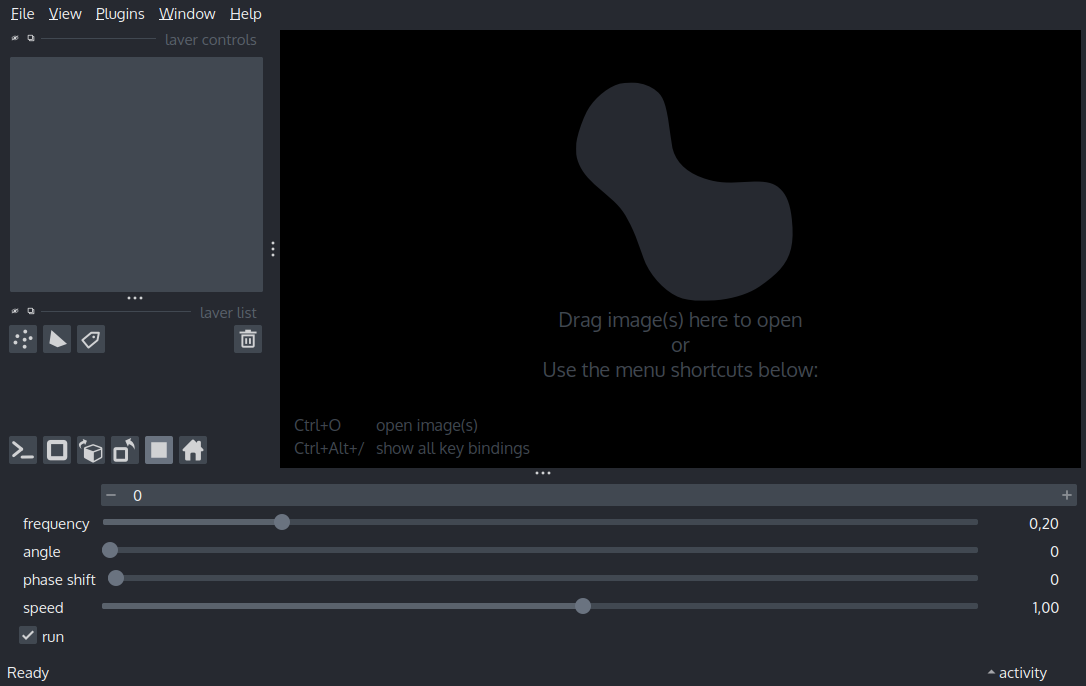 File View Plugins Window Help
laver controls
laver list
Drag image(s) here to open
or
Use the menu shortcuts below:
Ctrl+O open image(s)
Ctrl+Alt+/ show all key bindings
− 0 +
frequency 0,20
angle 0
phase shift 0
speed 1,00
run
Ready activity